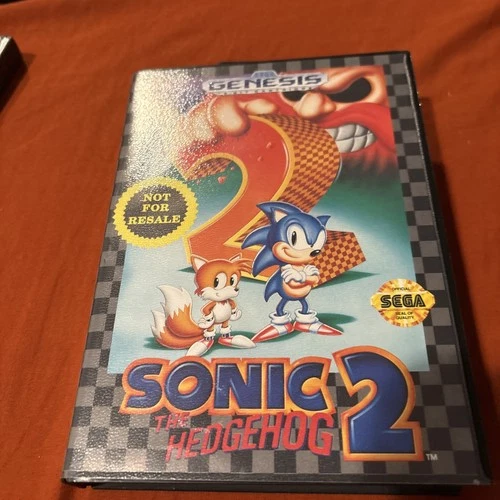 GENESIS
2
NOT
FOR
RESALE
OFFICIAL
SEGA
SEAL OF
QUALITY
SONIC
THE
HEDGEHOG 2
TM